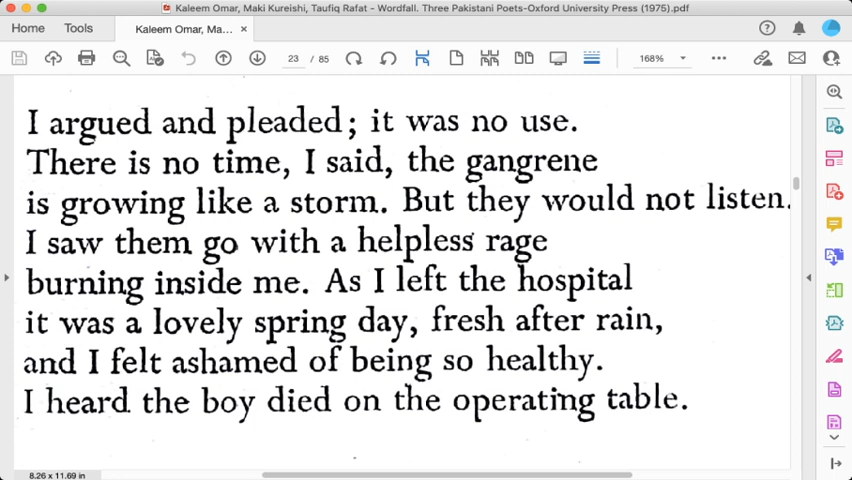 Kaleem Omar, Maki Kureishi, Taufiq Rafat - Wordfall. Three Pakistani Poets-Oxford University Press (1975).pdf
Home Tools Kaleem Omar, Ma... ×
23 / 85 168%
I argued and pleaded; it was no use.
There is no time, I said, the gangrene
is growing like a storm. But they would not listen.
I saw them go with a helpless rage
burning inside me. As I left the hospital
it was a lovely spring day, fresh after rain,
and I felt ashamed of being so healthy.
I heard the boy died on the operating table.
8.26 x 11.69 in